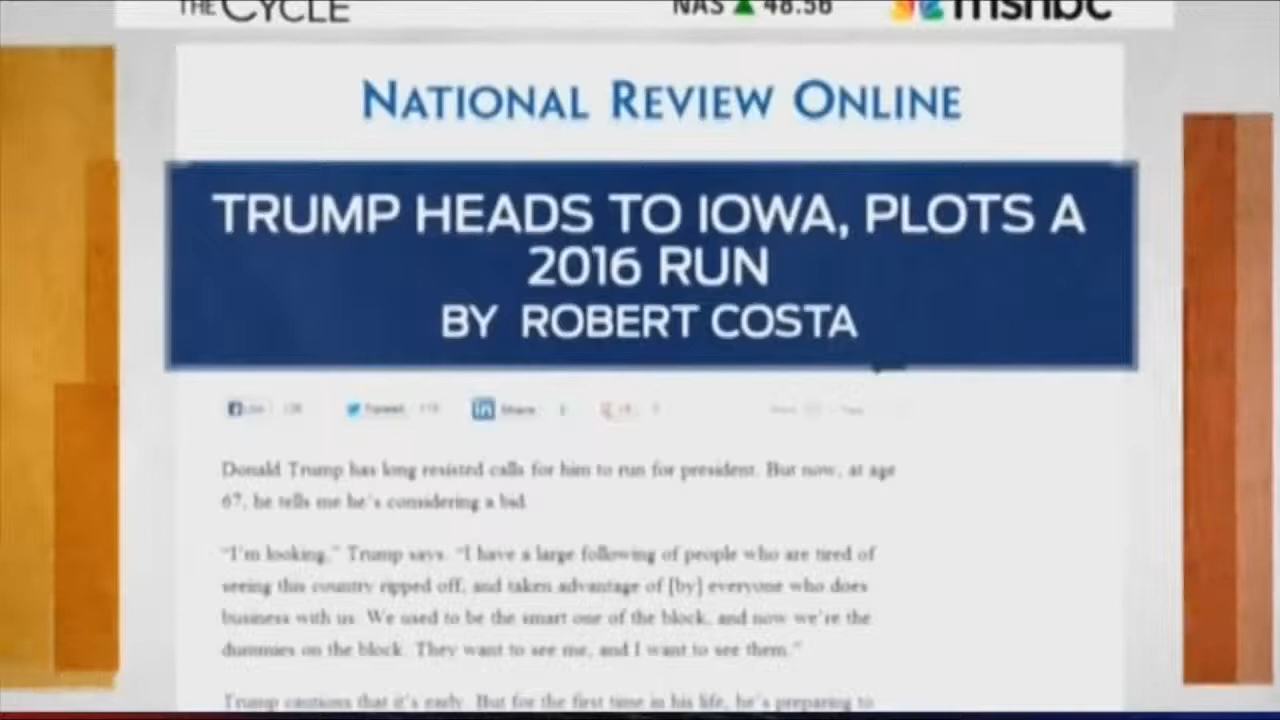 THE CYCLE
NAS ▲ 48.56
msnbc
NATIONAL REVIEW ONLINE
TRUMP HEADS TO IOWA, PLOTS A
2016 RUN
BY ROBERT COSTA
Tweet
in Share
Donald Trump has long resisted calls for him to run for president. But now, at age
67, he tells me he's considering a bid.
"I'm looking," Trump says. "I have a large following of people who are tired of
seeing this country ripped off, and taken advantage of [by] everyone who does
business with us. We used to be the smart one of the block, and now we're the
dummies on the block. They want to see me, and I want to see them."
Trump cautions that it's early. But for the first time in his life, he's preparing to